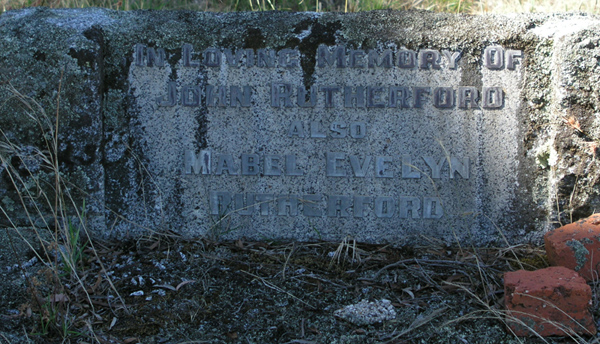 In Loving Memory Of
John Rutherford
Also
Mabel Evelyn
Rutherford